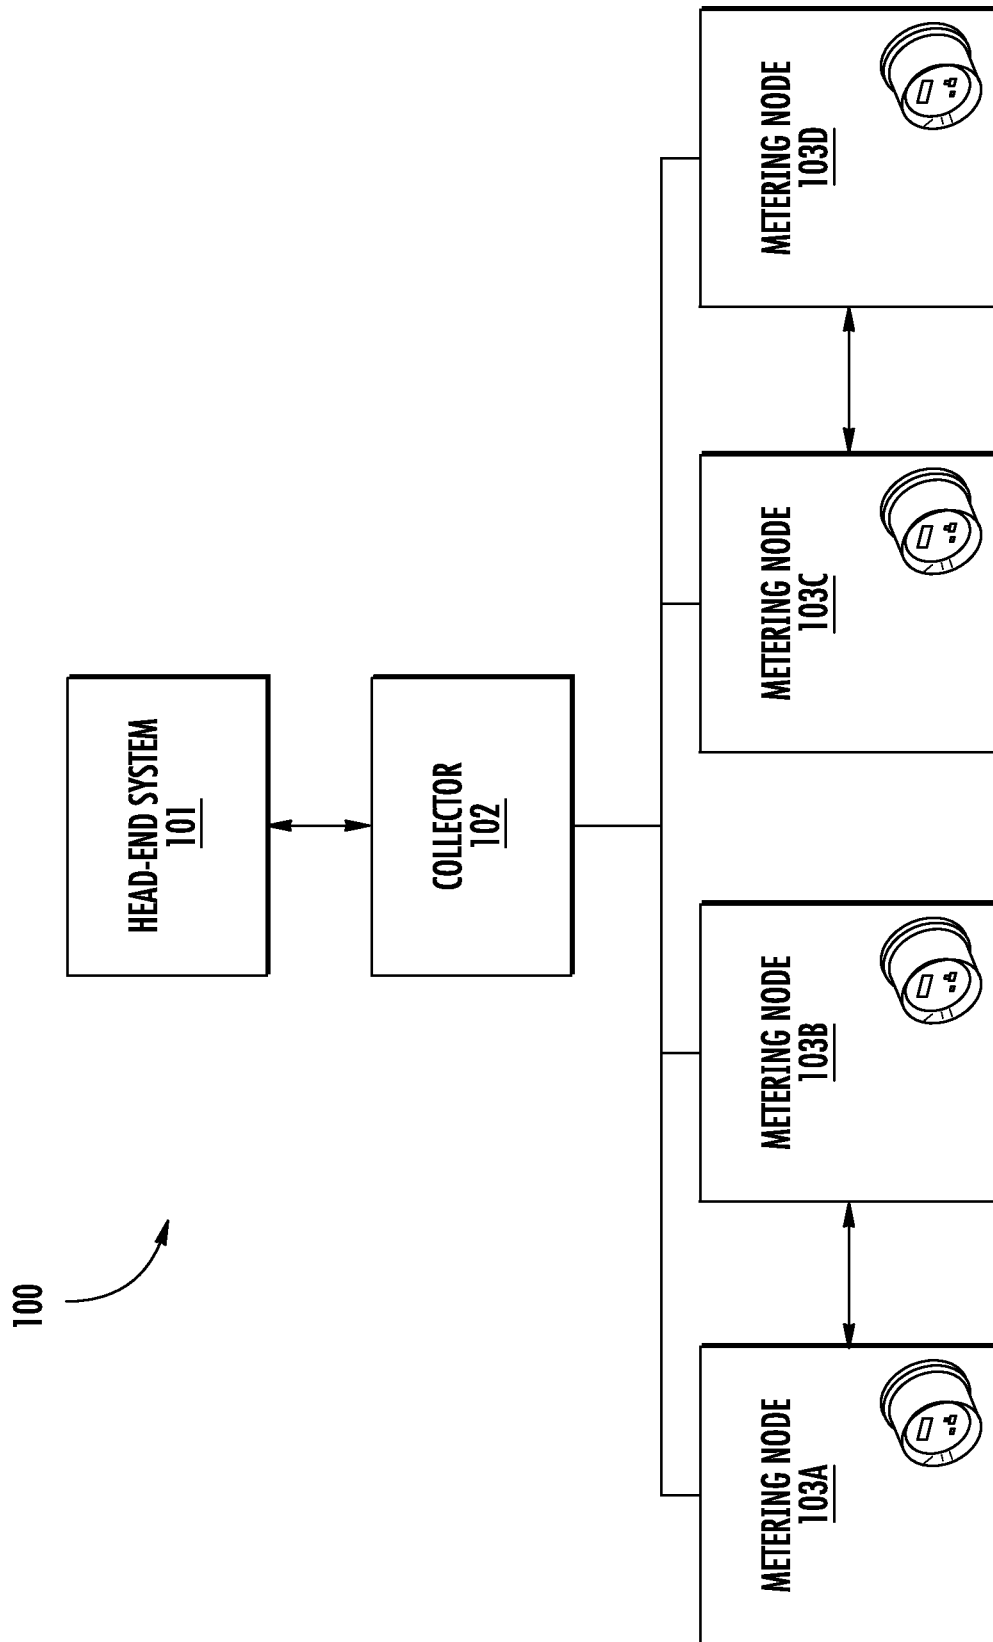 100
HEAD-END SYSTEM
101
COLLECTOR
102
METERING NODE
103A
METERING NODE
103B
METERING NODE
103C
METERING NODE
103D